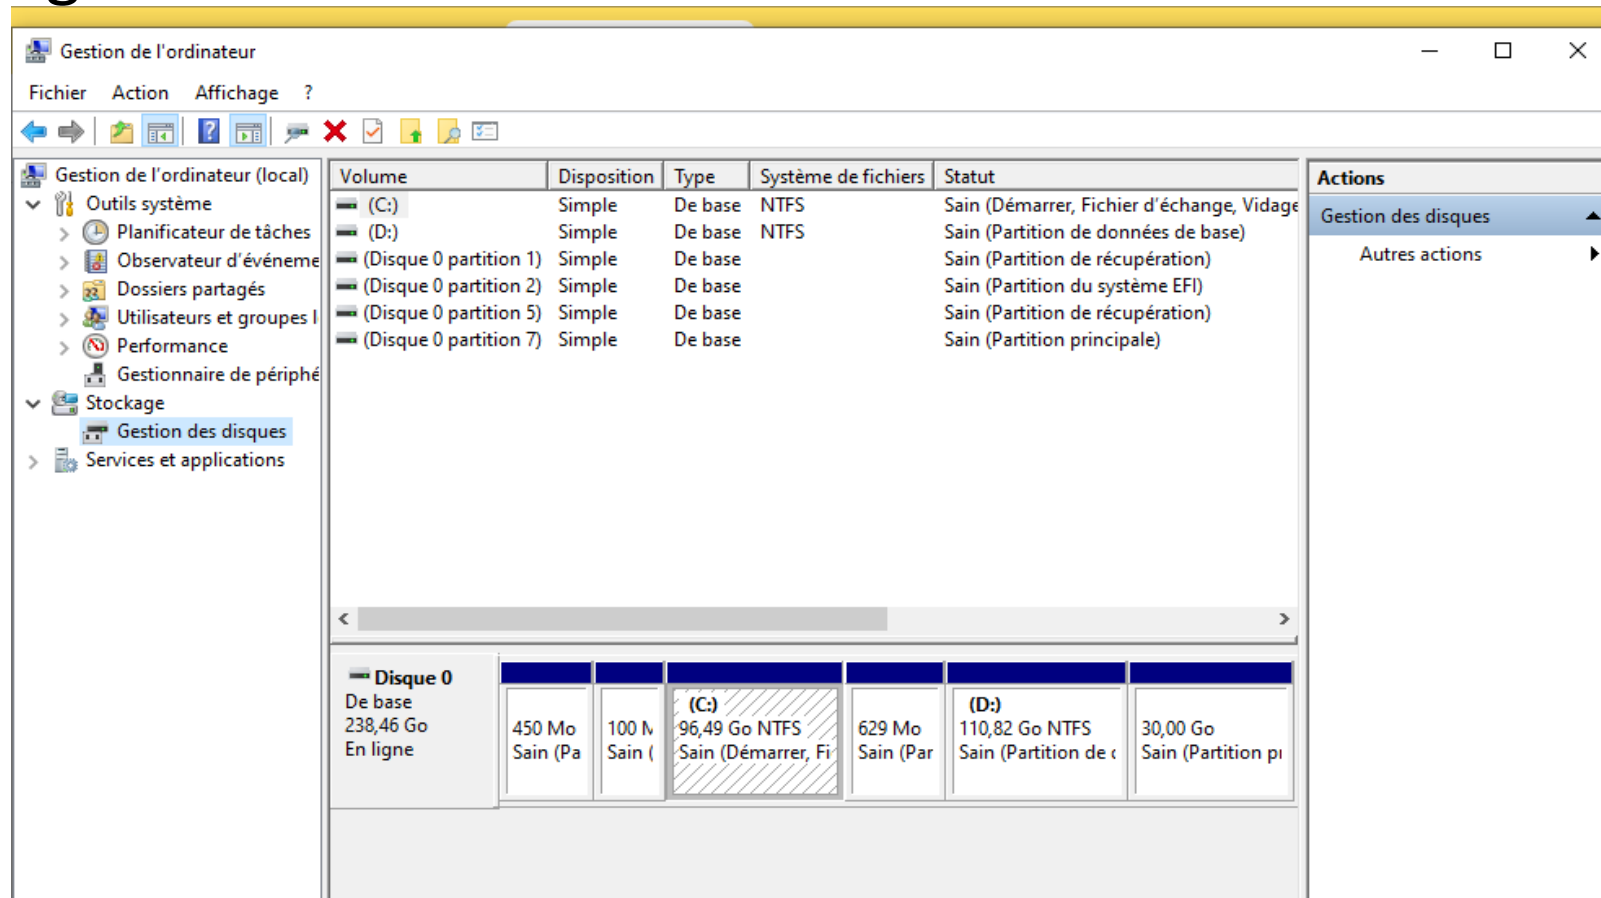 Gestion de l'ordinateur
Fichier Action Affichage ?
Gestion de l'ordinateur (local)
Outils système
Planificateur de tâches
Observateur d'événeme
Dossiers partagés
Utilisateurs et groupes l
Performance
Gestionnaire de périphé
Stockage
Gestion des disques
Services et applications
Volume Disposition Type Système de fichiers Statut
(C:) Simple De base NTFS Sain (Démarrer, Fichier d'échange, Vidage
(D:) Simple De base NTFS Sain (Partition de données de base)
(Disque 0 partition 1) Simple De base Sain (Partition de récupération)
(Disque 0 partition 2) Simple De base Sain (Partition du système EFI)
(Disque 0 partition 5) Simple De base Sain (Partition de récupération)
(Disque 0 partition 7) Simple De base Sain (Partition principale)
Actions
Gestion des disques
Autres actions
Disque 0
De base
238,46 Go
En ligne
450 Mo
Sain (Pa
100 M
Sain (
(C:)
96,49 Go NTFS
Sain (Démarrer, Fi
629 Mo
Sain (Par
(D:)
110,82 Go NTFS
Sain (Partition de d
30,00 Go
Sain (Partition pr